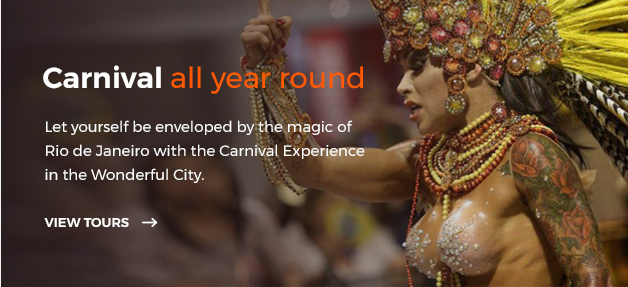 Carnival all year round
Let yourself be enveloped by the magic of
Rio de Janeiro with the Carnival Experience
in the Wonderful City.
VIEW TOURS →